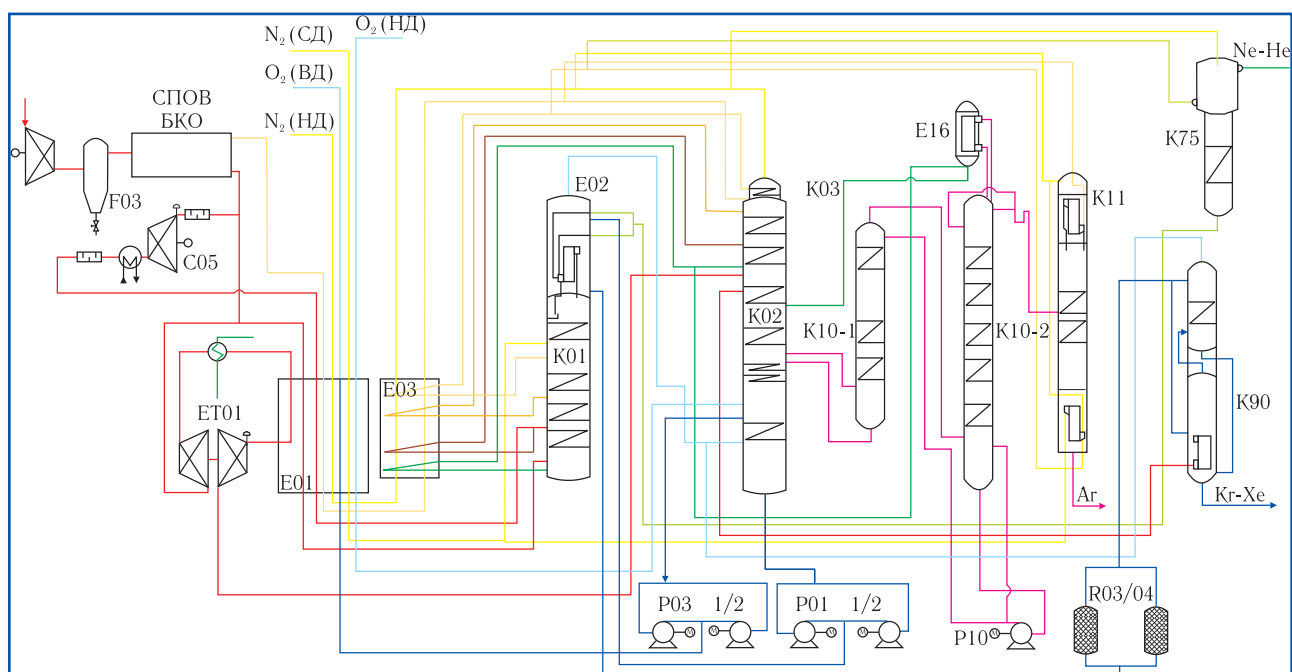 N₂ (СД)
O₂ (НД)
O₂ (ВД)
N₂ (НД)
Ne-He
СПОВ
БКО
F03
C05
ET01
E01
E03
E02
K01
K02
K03
E16
K10-1
K10-2
K11
K75
K90
Ar
Kr-Xe
P03 1/2
P01 1/2
P10
M
M
M
M
M
R03/04